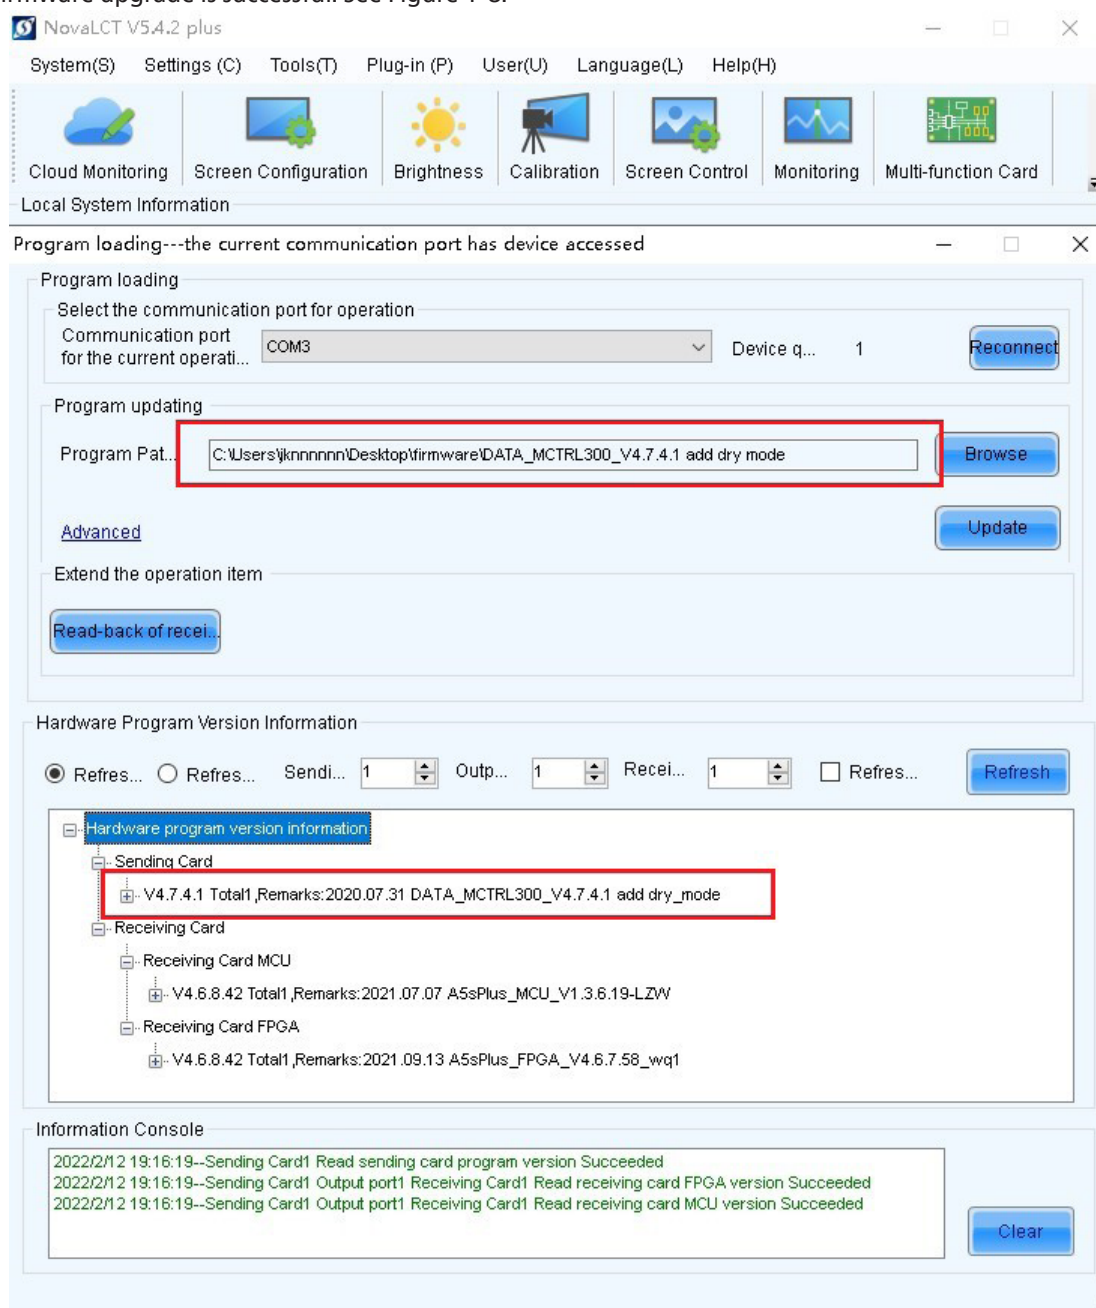 firmware upgrade is successful. See Figure 4-8.
NovaLCT V5.4.2 plus
System(S) Settings (C) Tools(T) Plug-in (P) User(U) Language(L) Help(H)
Cloud Monitoring Screen Configuration Brightness Calibration Screen Control Monitoring Multi-function Card
Local System Information
Program loading---the current communication port has device accessed
Program loading
Select the communication port for operation
Communication port
for the current operati... COM3 Device q... 1 Reconnect
Program updating
Program Pat... C:\Users\jknnnnnn\Desktop\firmware\DATA_MCTRL300_V4.7.4.1 add dry mode Browse
Advanced Update
Extend the operation item
Read-back of recei...
Hardware Program Version Information
Refres... Refres... Sendi... 1 Outp... 1 Recei... 1 Refres... Refresh
Hardware program version information
Sending Card
V4.7.4.1 Total1 ,Remarks:2020.07.31 DATA_MCTRL300_V4.7.4.1 add dry_mode
Receiving Card
Receiving Card MCU
V4.6.8.42 Total1 ,Remarks:2021.07.07 A5sPlus_MCU_V1.3.6.19-LZW
Receiving Card FPGA
V4.6.8.42 Total1 ,Remarks:2021.09.13 A5sPlus_FPGA_V4.6.7.58_wq1
Information Console
2022/2/12 19:16:19--Sending Card1 Read sending card program version Succeeded
2022/2/12 19:16:19--Sending Card1 Output port1 Receiving Card1 Read receiving card FPGA version Succeeded
2022/2/12 19:16:19--Sending Card1 Output port1 Receiving Card1 Read receiving card MCU version Succeeded
Clear